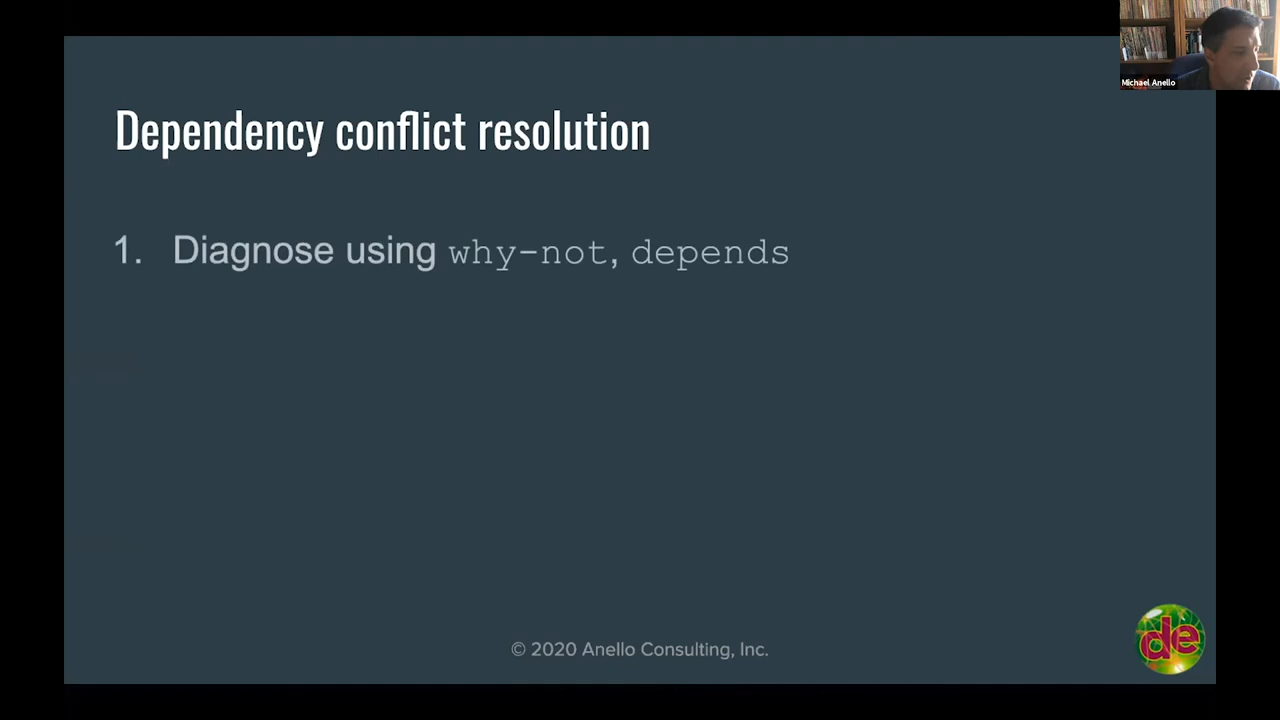 Michael Anello
Dependency conflict resolution
1. Diagnose using why-not, depends
© 2020 Anello Consulting, Inc.
de